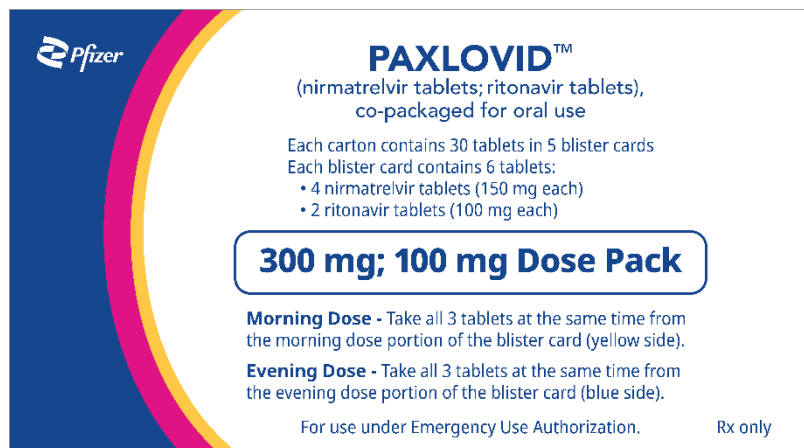 Pfizer
PAXLOVID™
(nirmatrelvir tablets; ritonavir tablets),
co-packaged for oral use
Each carton contains 30 tablets in 5 blister cards
Each blister card contains 6 tablets:
• 4 nirmatrelvir tablets (150 mg each)
• 2 ritonavir tablets (100 mg each)
300 mg; 100 mg Dose Pack
Morning Dose - Take all 3 tablets at the same time from
the morning dose portion of the blister card (yellow side).
Evening Dose - Take all 3 tablets at the same time from
the evening dose portion of the blister card (blue side).
For use under Emergency Use Authorization. Rx only